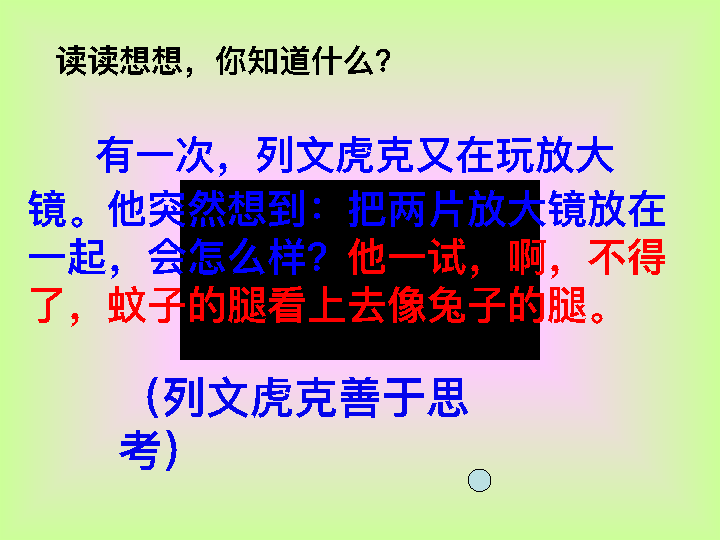 读读想想，你知道什么？
有一次，列文虎克又在玩放大
镜。他突然想到：把两片放大镜放在
一起，会怎么样？他一试，啊，不得
了，蚊子的腿看上去像兔子的腿。
（列文虎克善于思
考）